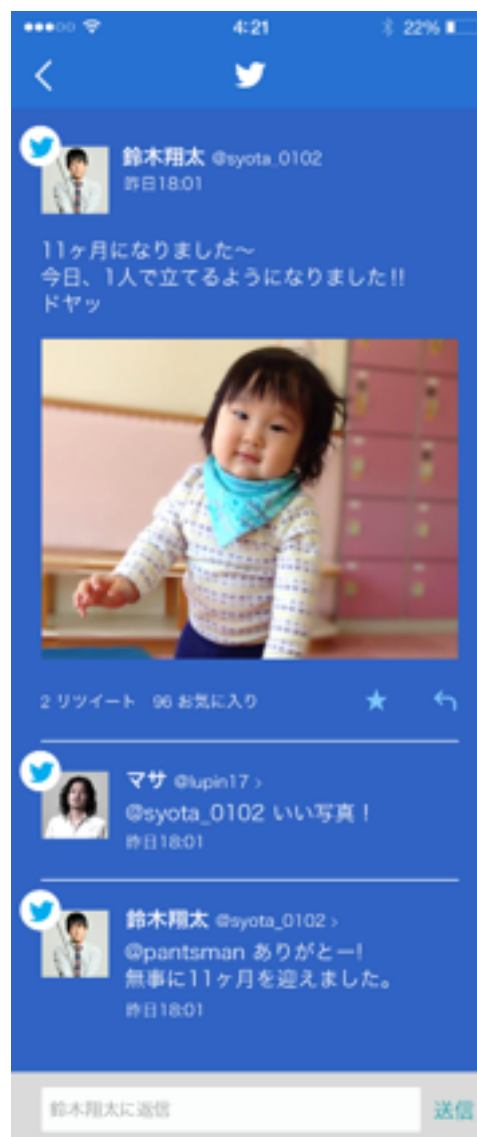 4:21
22%
鈴木翔太 @syota_0102
昨日18:01
11ヶ月になりました〜
今日、1人で立てるようになりました!!
ドヤッ
2 リツイート 96 お気に入り
マサ @lupin17 >
@syota_0102 いい写真！
昨日18:01
鈴木翔太 @syota_0102 >
@pantsman ありがとー!
無事に11ヶ月を迎えました。
昨日18:01
鈴木翔太に返信 送信